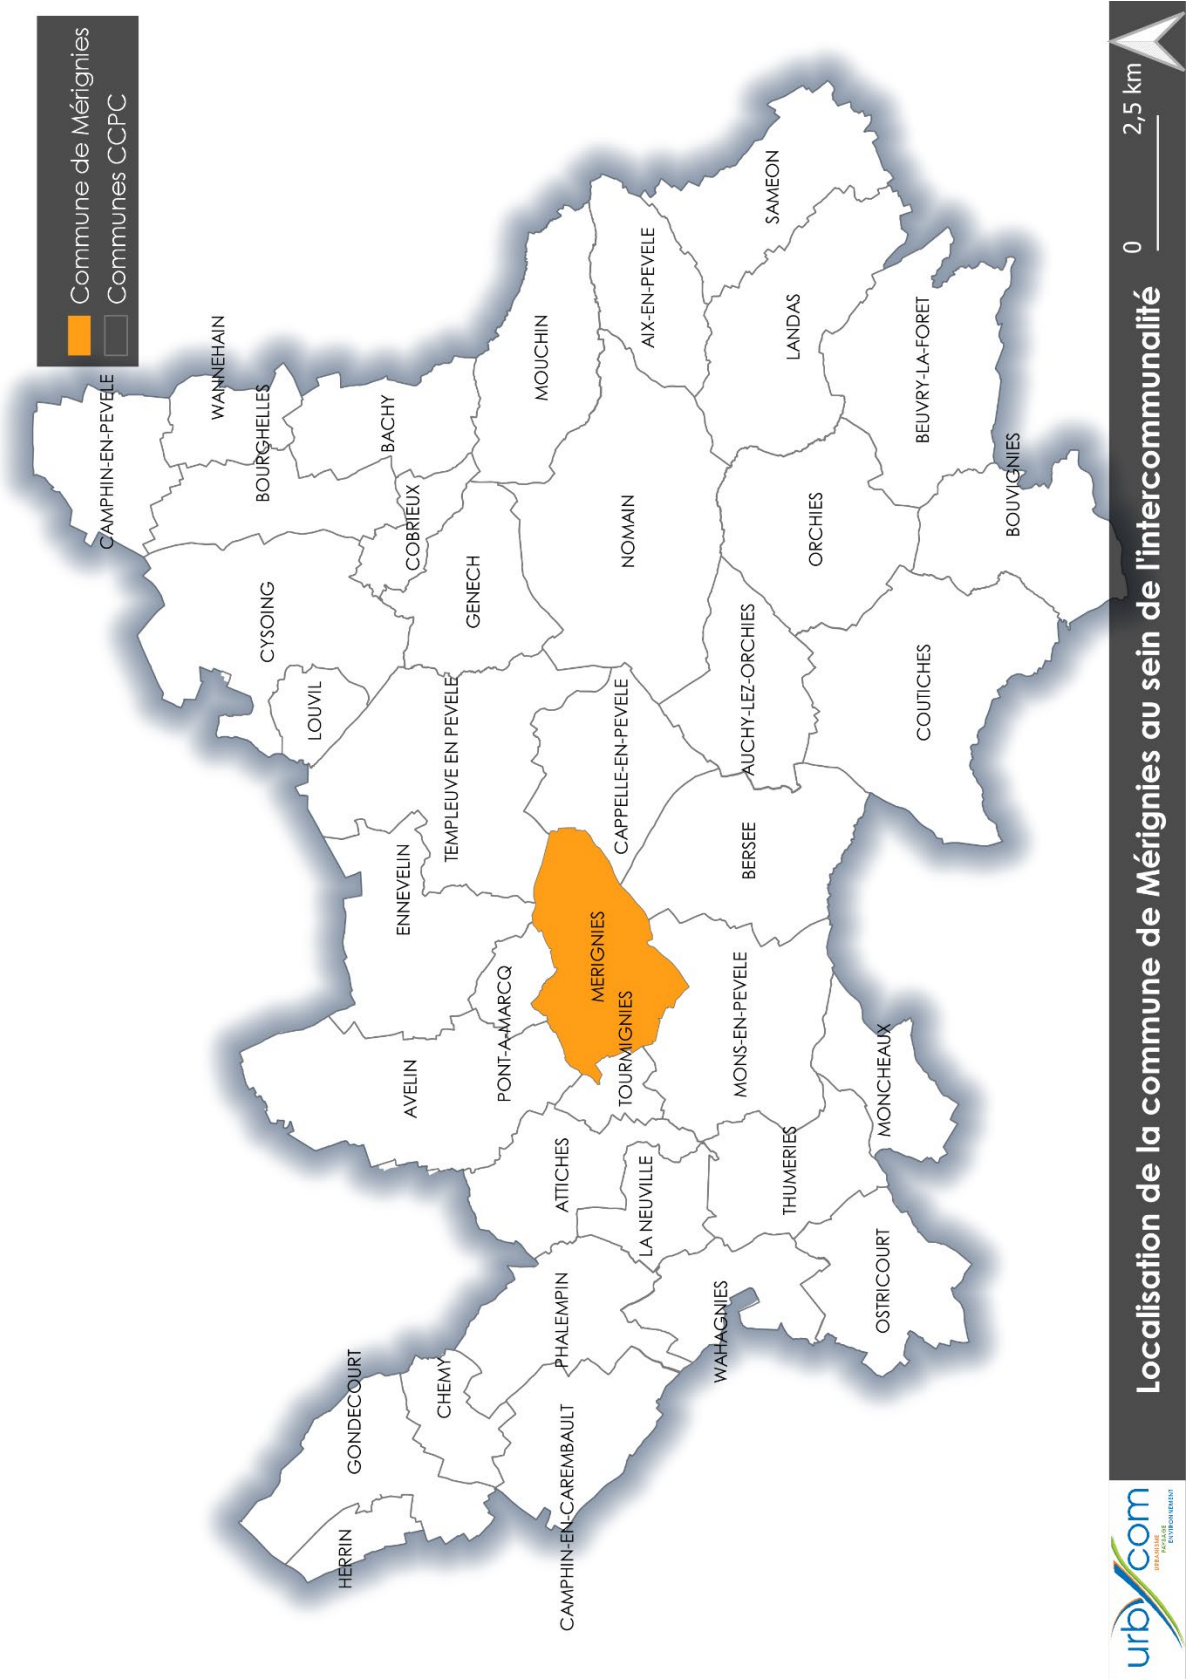 Commune de Mérignies
Communes CCPC
CAMPHIN-EN-PEVELE
WANNEHAIN
BOURGHELLES
BACHY
CYSOING
COBRIEUX
LOUVIL
GENECH
MOUCHIN
AIX-EN-PEVELE
SAMEON
TEMPLEUVE EN PEVELE
ENNEVELIN
NOMAIN
LANDAS
AVELIN
PONT-A-MARCQ
CAPPELLE-EN-PEVELE
MERIGNIES
TOURMIGNIES
AUCHY-LEZ-ORCHIES
ORCHIES
BEUVRY-LA-FORET
BERSEE
MONS-EN-PEVELE
COUTICHES
BOUVIGNIES
ATTICHES
LA NEUVILLE
THUMERIES
MONCHEAUX
GONDECOURT
HERRIN
CHEMY
PHALEMPIN
CAMPHIN-EN-CAREMBAULT
WAHAGNIES
OSTRICOURT
urbycom
URBANISME
PAYSAGE
ENVIRONNEMENT
Localisation de la commune de Mérignies au sein de l'intercommunalité
0 2,5 km